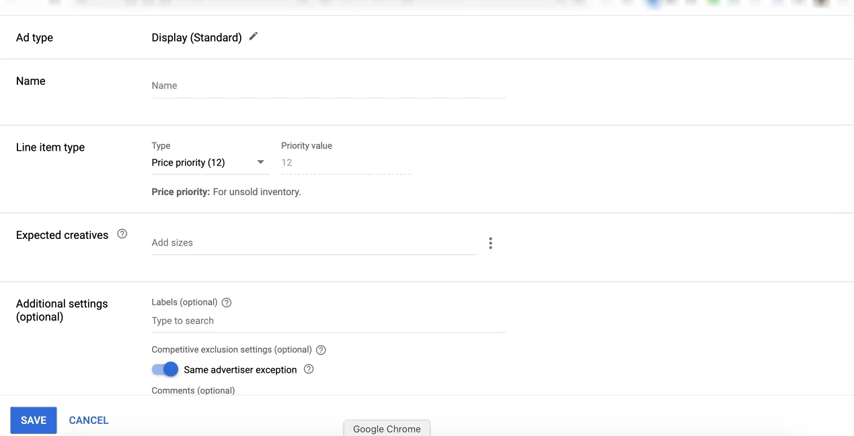 Ad type
Display (Standard)
Name
Name
Line item type
Type
Priority value
Price priority (12)
12
Price priority: For unsold inventory.
Expected creatives
Add sizes
Additional settings
(optional)
Labels (optional)
Type to search
Competitive exclusion settings (optional)
Same advertiser exception
Comments (optional)
SAVE
CANCEL
Google Chrome